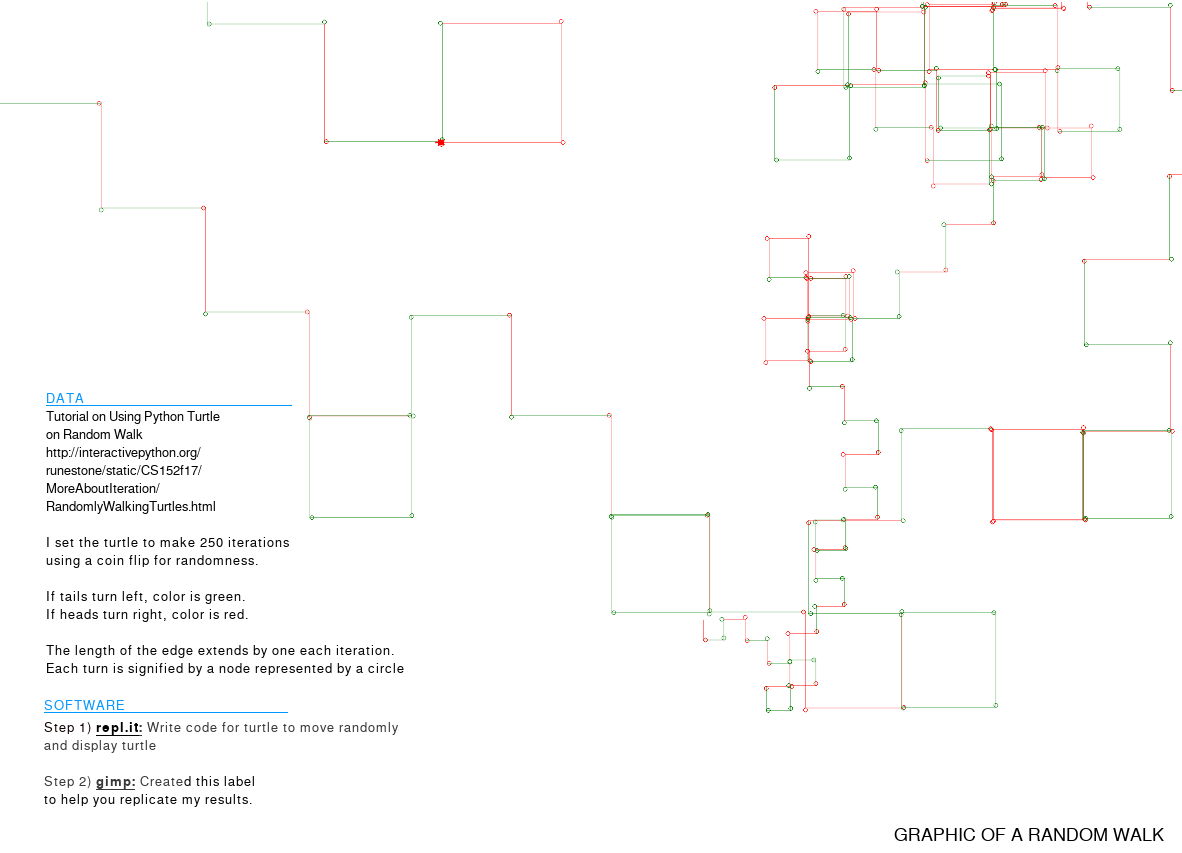 DATA
Tutorial on Using Python Turtle
on Random Walk
http://interactivepython.org/
runestone/static/CS152f17/
MoreAboutIteration/
RandomlyWalkingTurtles.html
I set the turtle to make 250 iterations
using a coin flip for randomness.
If tails turn left, color is green.
If heads turn right, color is red.
The length of the edge extends by one each iteration.
Each turn is signified by a node represented by a circle
SOFTWARE
Step 1) repl.it: Write code for turtle to move randomly
and display turtle
Step 2) gimp: Created this label
to help you replicate my results.
GRAPHIC OF A RANDOM WALK